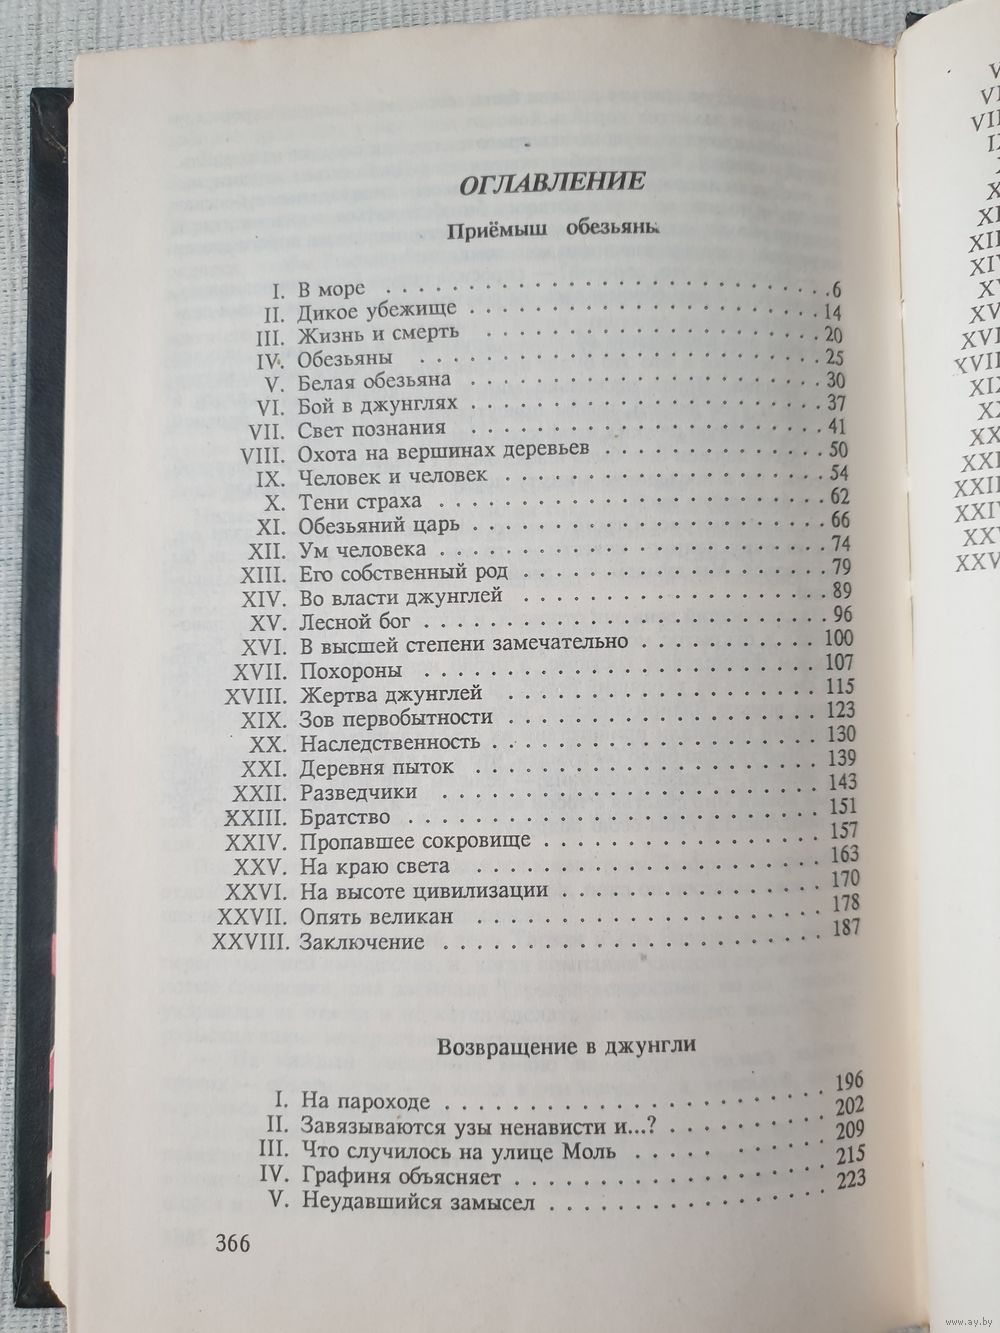 ОГЛАВЛЕНИЕ
Приёмыш обезьяны
I. В море 6
II. Дикое убежище 14
III. Жизнь и смерть 20
IV. Обезьяны 25
V. Белая обезьяна 30
VI. Бой в джунглях 37
VII. Свет познания 41
VIII. Охота на вершинах деревьев 50
IX. Человек и человек 54
X. Тени страха 62
XI. Обезьяний царь 66
XII. Ум человека 74
XIII. Его собственный род 79
XIV. Во власти джунглей 89
XV. Лесной бог 96
XVI. В высшей степени замечательно 100
XVII. Похороны 107
XVIII. Жертва джунглей 115
XIX. Зов первобытности 123
XX. Наследственность 130
XXI. Деревня пыток 139
XXII. Разведчики 143
XXIII. Братство 151
XXIV. Пропавшее сокровище 157
XXV. На краю света 163
XXVI. На высоте цивилизации 170
XXVII. Опять великан 178
XXVIII. Заключение 187
Возвращение в джунгли
I. На пароходе 196
II. Завязываются узы ненависти и...? 202
III. Что случилось на улице Моль 209
IV. Графиня объясняет 215
V. Неудавшийся замысел 223
366
www.ay.by